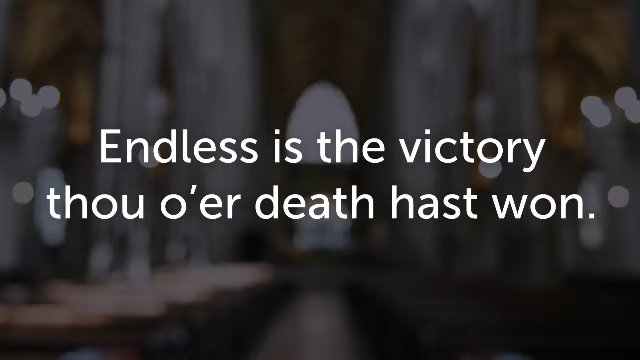 Endless is the victory
thou o’er death hast won.